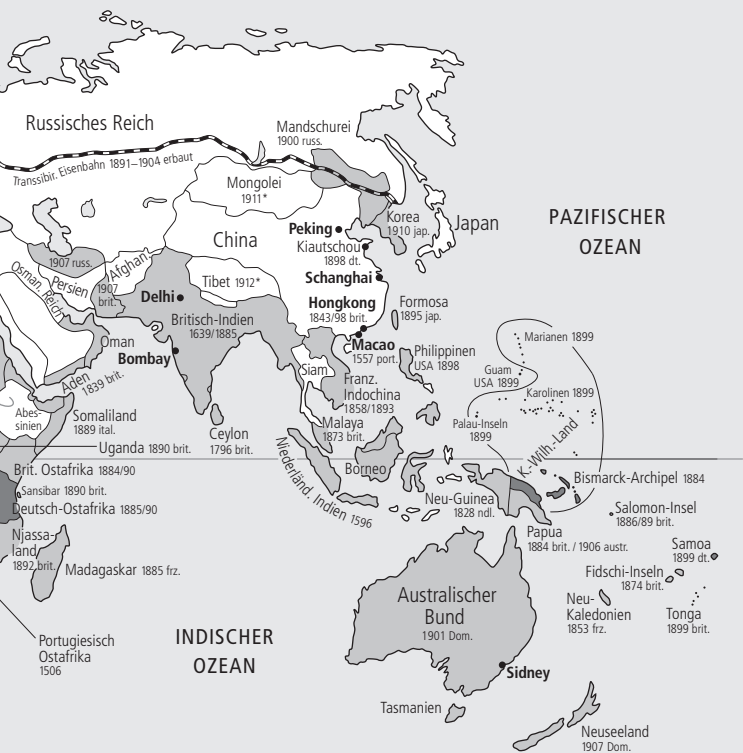 Russisches Reich
Transsibir. Eisenbahn 1891–1904 erbaut
Mandschurei
1900 russ.
Mongolei
1911*
China
Peking
Kiautschou
1898 dt.
Korea
1910 jap.
Japan
PAZIFISCHER
OZEAN
Schanghai
Hongkong
1843/98 brit.
Macao
1557 port.
Formosa
1895 jap.
1907 russ.
Persien
1907
brit.
Afghan.
Osman. Reich
Tibet 1912*
Delhi
Britisch-Indien
1639/1885
Bombay
Oman
Aden
1839 brit.
Siam
Franz.
Indochina
1858/1893
Philippinen
USA 1898
Marianen 1899
Guam
USA 1899
Karolinen 1899
Palau-Inseln
1899
Abes-
sinien
Somaliland
1889 ital.
Uganda 1890 brit.
Ceylon
1796 brit.
Malaya
1873 brit.
Niederländ. Indien 1596
Borneo
K.-Wilh.-Land
Bismarck-Archipel 1884
Neu-Guinea
1828 ndl.
Salomon-Insel
1886/89 brit.
Papua
1884 brit. / 1906 austr.
Samoa
1899 dt.
Fidschi-Inseln
1874 brit.
Neu-
Kaledonien
1853 frz.
Tonga
1899 brit.
Brit. Ostafrika 1884/90
Sansibar 1890 brit.
Deutsch-Ostafrika 1885/90
Njassa-
land
1892 brit.
Madagaskar 1885 frz.
Portugiesisch
Ostafrika
1506
INDISCHER
OZEAN
Australischer
Bund
1901 Dom.
Sidney
Tasmanien
Neuseeland
1907 Dom.